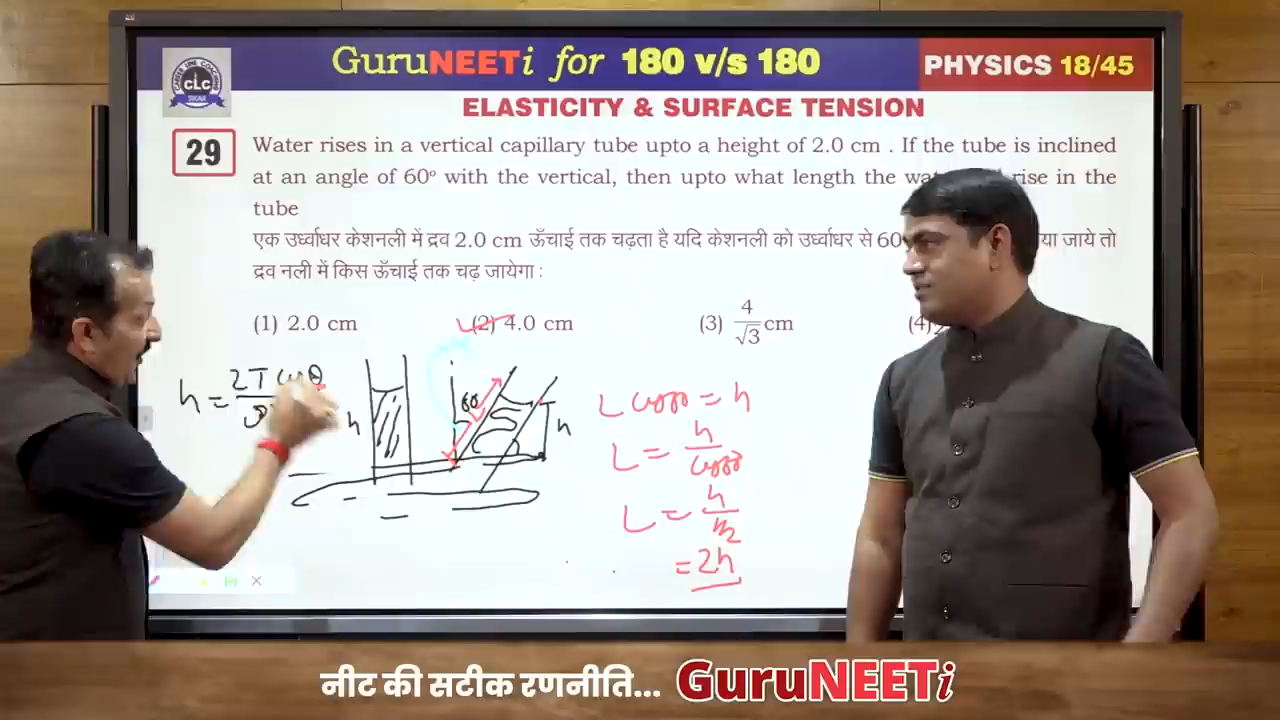 GuruNEETi for 180 v/s 180
PHYSICS 18/45
CLC
ELASTICITY & SURFACE TENSION
29
Water rises in a vertical capillary tube upto a height of 2.0 cm . If the tube is inclined
at an angle of 60° with the vertical, then upto what length the rise in the
tube
एक उर्ध्वाधर केशनली में द्रव 2.0 cm ऊँचाई तक चढ़ता है यदि केशनली को उर्ध्वाधर से 60 या जाये तो
द्रव नली में किस ऊँचाई तक चढ़ जायेगा :
(1) 2.0 cm
(2) 4.0 cm
(3) 4/√3 cm
(4)
h = 2T cosθ
h
60
h
L cos60 = h
L = h/cos60
L = h/½
= 2h
नीट की सटीक रणनीति... GuruNEETi